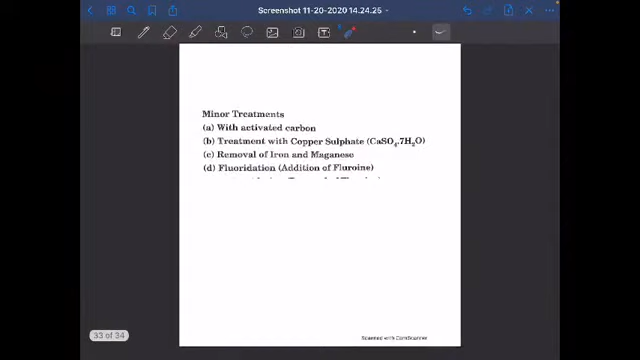 Screenshot 11-20-2020 14.24.25
Minor Treatments
(a) With activated carbon
(b) Treatment with Copper Sulphate (CaSO4.7H2O)
(c) Removal of Iron and Maganese
(d) Fluoridation (Addition of Fluroine)
33 of 34
Scanned with CamScanner